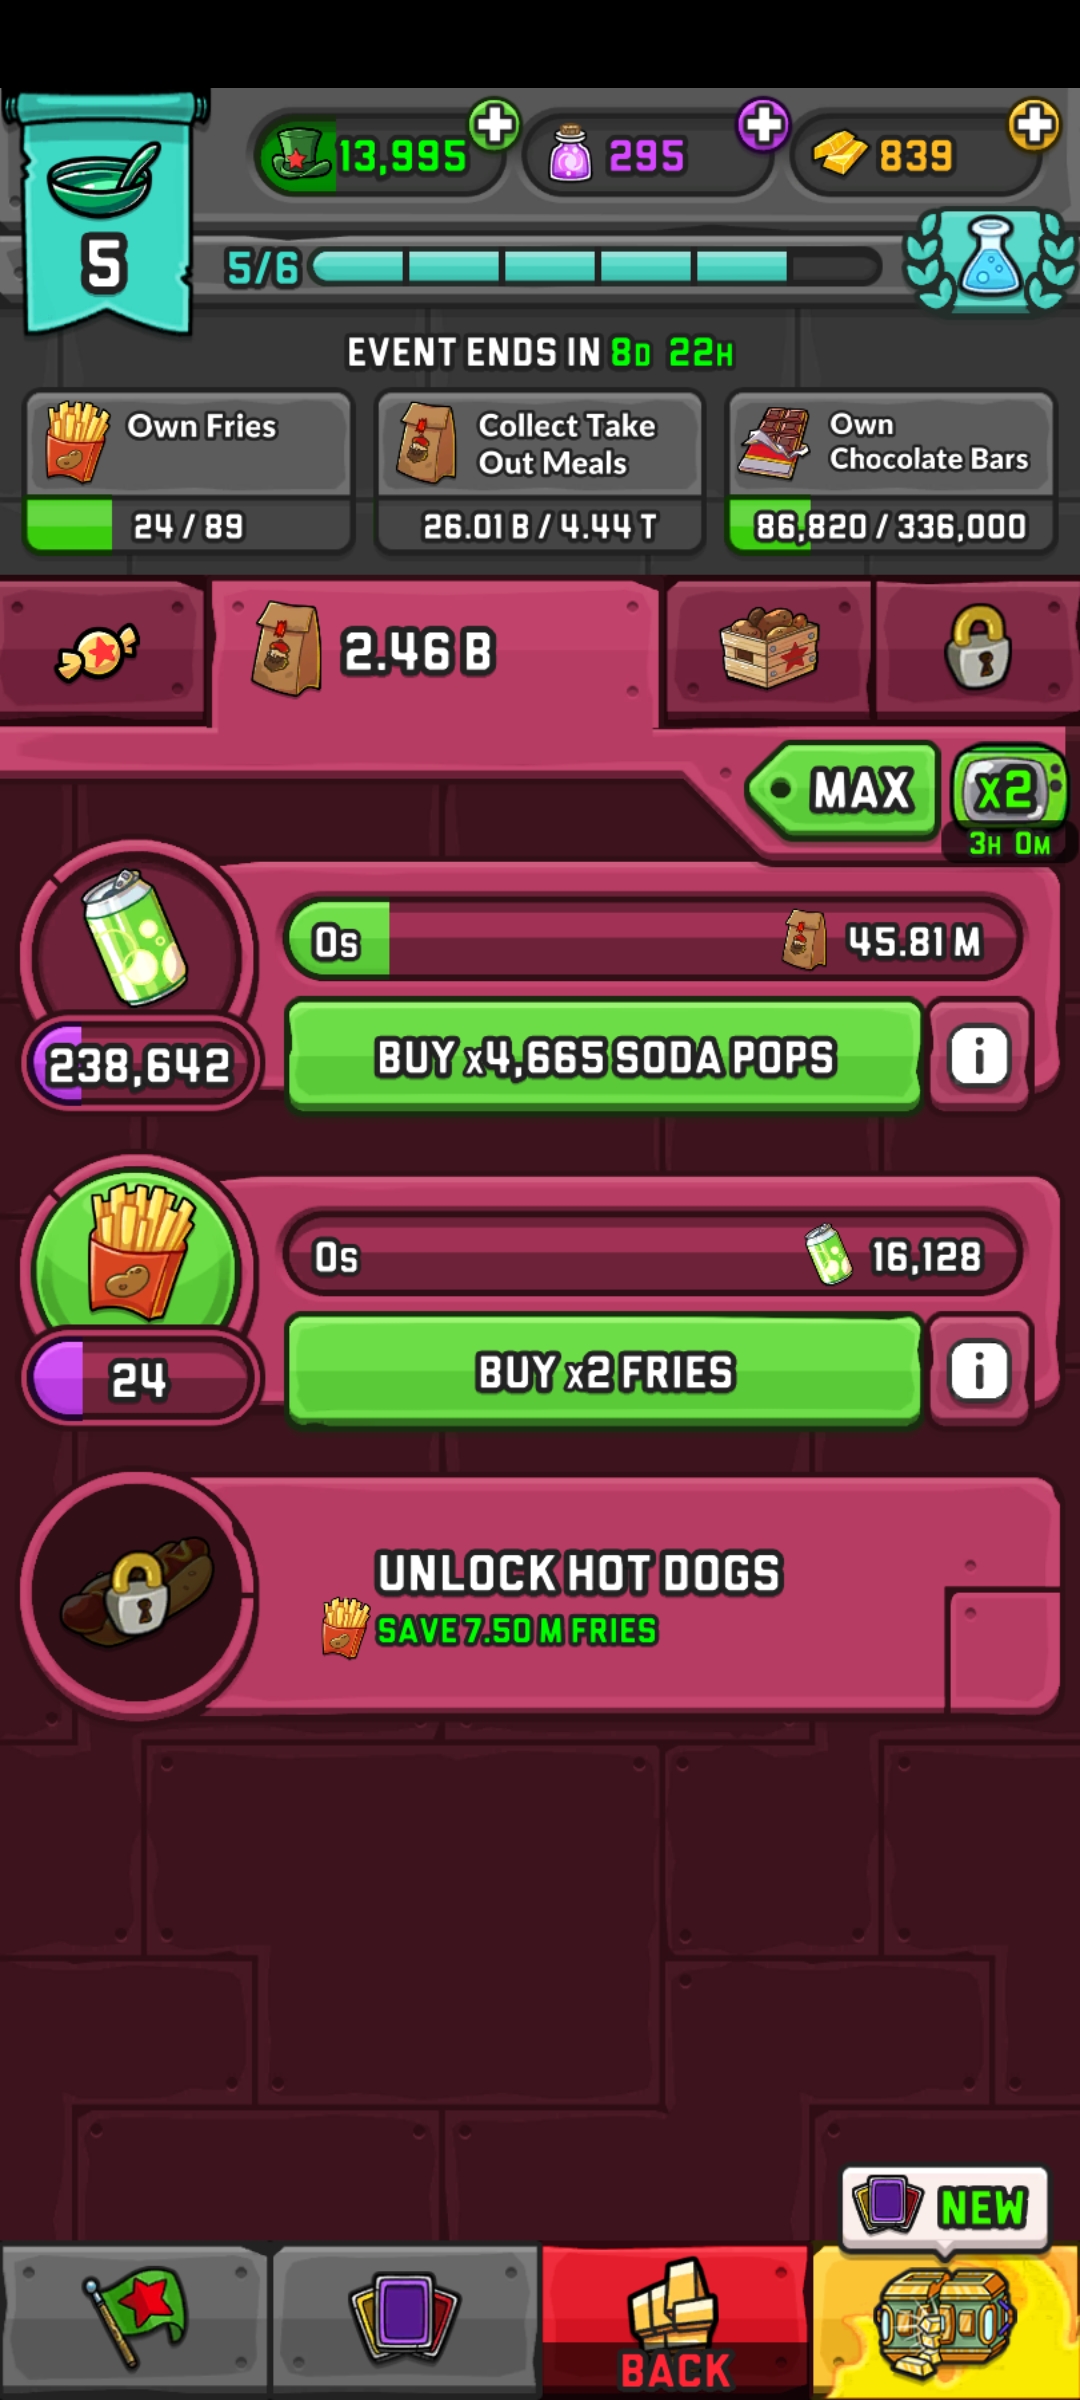 13,995
295
839
5
5/6
EVENT ENDS IN 8D 22H
Own Fries
24 / 89
Collect Take
Out Meals
26.01 B / 4.44 T
Own
Chocolate Bars
86,820 / 336,000
2.46 B
MAX
x2
3H 0M
0s
45.81 M
238,642
BUY x4,665 SODA POPS
i
0s
16,128
24
BUY x2 FRIES
i
UNLOCK HOT DOGS
SAVE 7.50 M FRIES
NEW
BACK